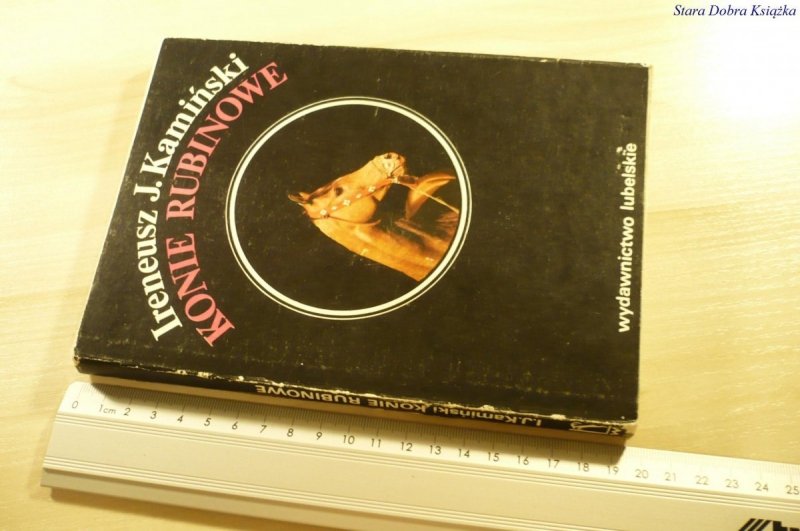 Stara Dobra Książka
Ireneusz J. Kamiński
KONIE RUBINOWE
wydawnictwo lubelskie
I.J.Kamiński KONIE RUBINOWE
0 1cm 2 3 4 5 6 7 8 9 10 11 12 13 14 15 16 17 18 19 20 21 22 23 24 25